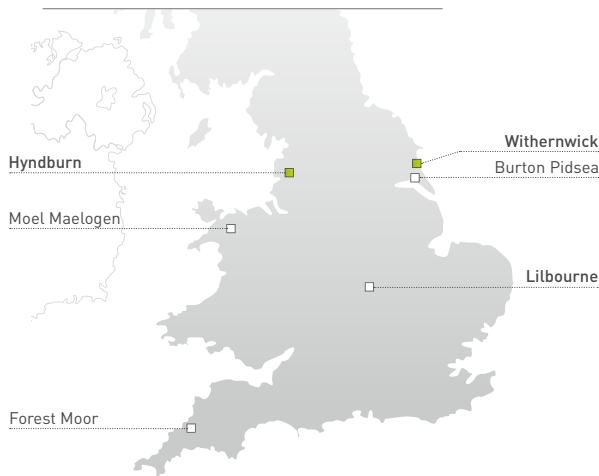 Withernwick
Hyndburn
Burton Pidsea
Moel Maelogen
Lilbourne
Forest Moor